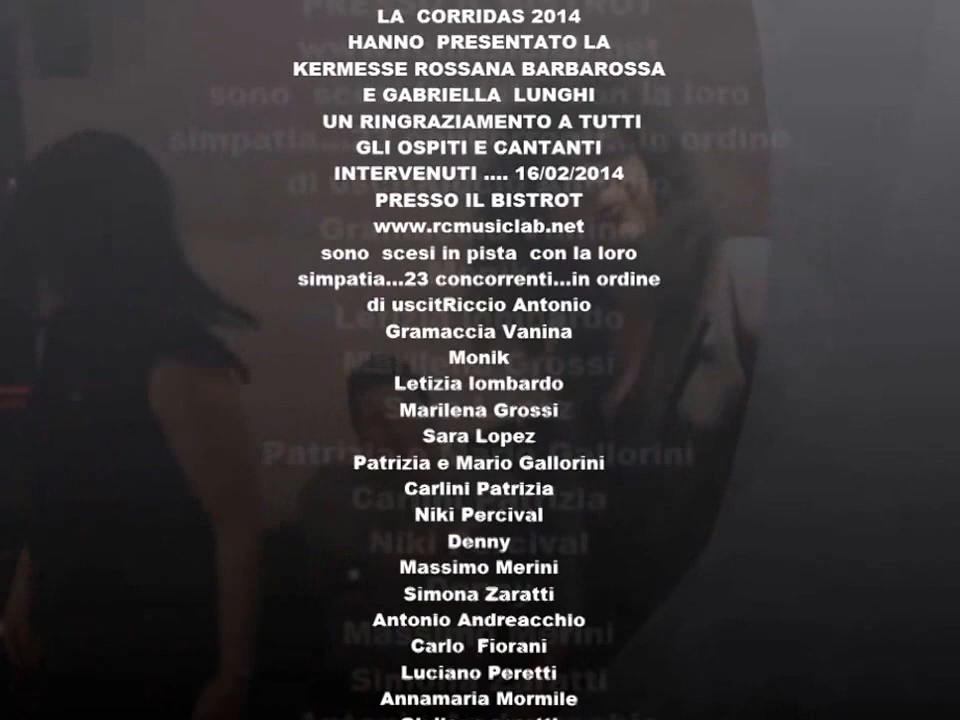 LA CORRIDAS 2014
HANNO PRESENTATO LA
KERMESSE ROSSANA BARBAROSSA
E GABRIELLA LUNGHI
UN RINGRAZIAMENTO A TUTTI
GLI OSPITI E CANTANTI
INTERVENUTI .... 16/02/2014
PRESSO IL BISTROT
www.rcmusiclab.net
sono scesi in pista con la loro
simpatia...23 concorrenti...in ordine
di uscitRiccio Antonio
Gramaccia Vanina
Monik
Letizia lombardo
Marilena Grossi
Sara Lopez
Patrizia e Mario Gallorini
Carlini Patrizia
Niki Percival
Denny
Massimo Merini
Simona Zaratti
Antonio Andreacchio
Carlo Fiorani
Luciano Peretti
Annamaria Mormile